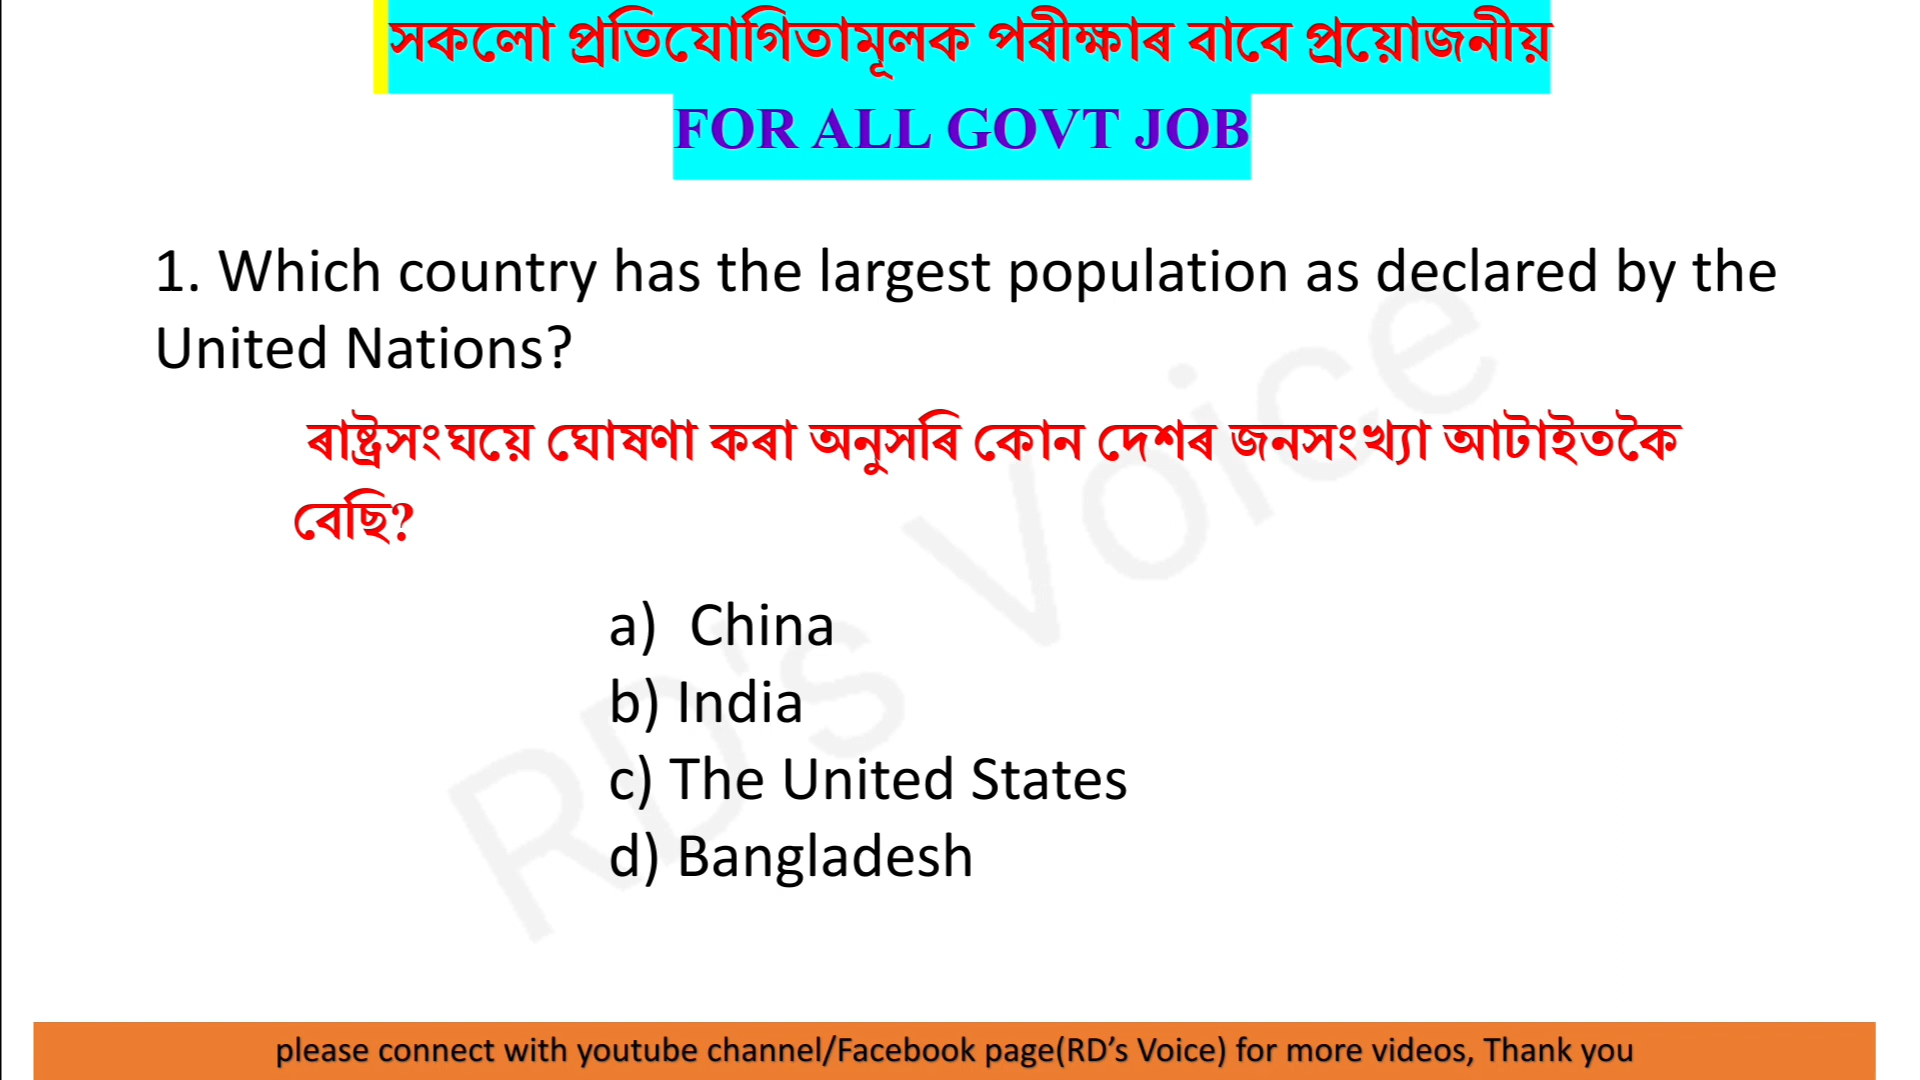 সকলো প্ৰতিযোগিতামূলক পৰীক্ষাৰ বাবে প্ৰয়োজনীয়
FOR ALL GOVT JOB
1. Which country has the largest population as declared by the
United Nations?
ৰাষ্ট্ৰসংঘয়ে ঘোষণা কৰা অনুসৰি কোন দেশৰ জনসংখ্যা আটাইতকৈ
বেছি?
a) China
b) India
c) The United States
d) Bangladesh
RD's Voice
please connect with youtube channel/Facebook page(RD’s Voice) for more videos, Thank you